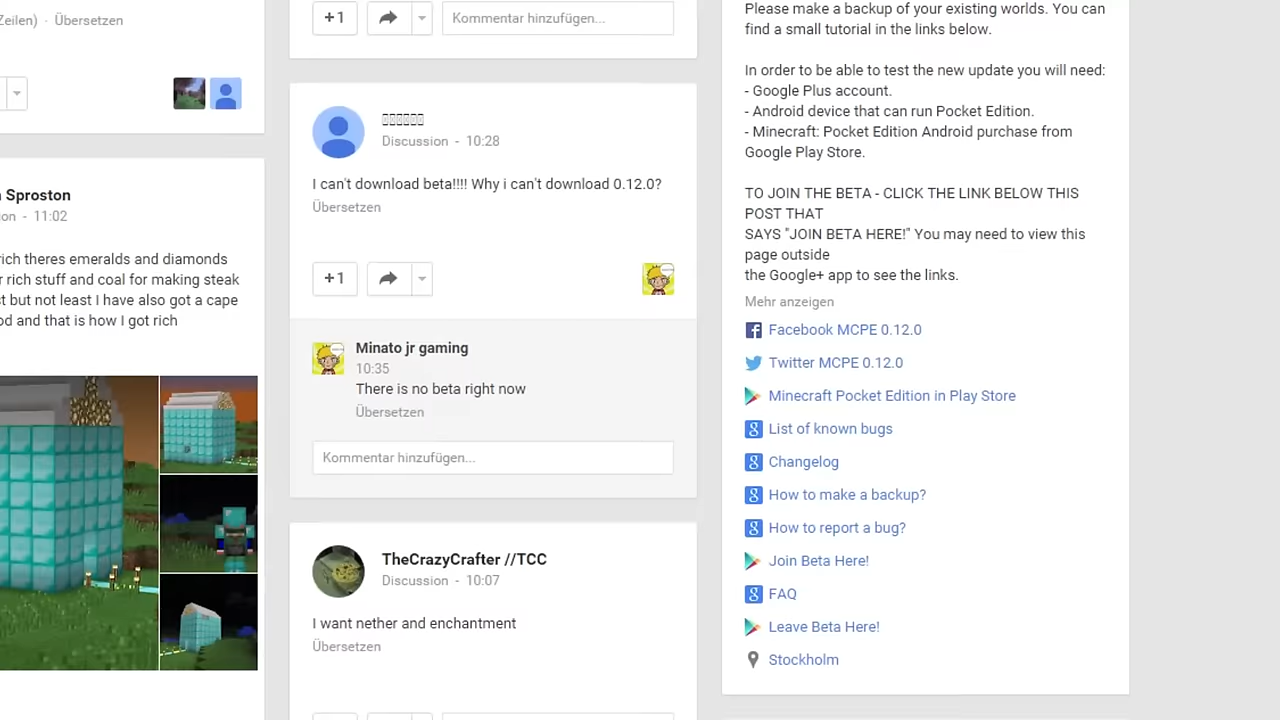 Zeilen) · Übersetzen
n Sproston
on - 11:02
rich theres emeralds and diamonds
r rich stuff and coal for making steak
t but not least I have also got a cape
od and that is how I got rich
+1
Kommentar hinzufügen...
Discussion - 10:28
I can't download beta!!!! Why i can't download 0.12.0?
Übersetzen
+1
Minato jr gaming
10:35
There is no beta right now
Übersetzen
Kommentar hinzufügen...
TheCrazyCrafter //TCC
Discussion - 10:07
I want nether and enchantment
Übersetzen
Please make a backup of your existing worlds. You can
find a small tutorial in the links below.
In order to be able to test the new update you will need:
- Google Plus account.
- Android device that can run Pocket Edition.
- Minecraft: Pocket Edition Android purchase from
Google Play Store.
TO JOIN THE BETA - CLICK THE LINK BELOW THIS
POST THAT
SAYS "JOIN BETA HERE!" You may need to view this
page outside
the Google+ app to see the links.
Mehr anzeigen
Facebook MCPE 0.12.0
Twitter MCPE 0.12.0
Minecraft Pocket Edition in Play Store
List of known bugs
Changelog
How to make a backup?
How to report a bug?
Join Beta Here!
FAQ
Leave Beta Here!
Stockholm